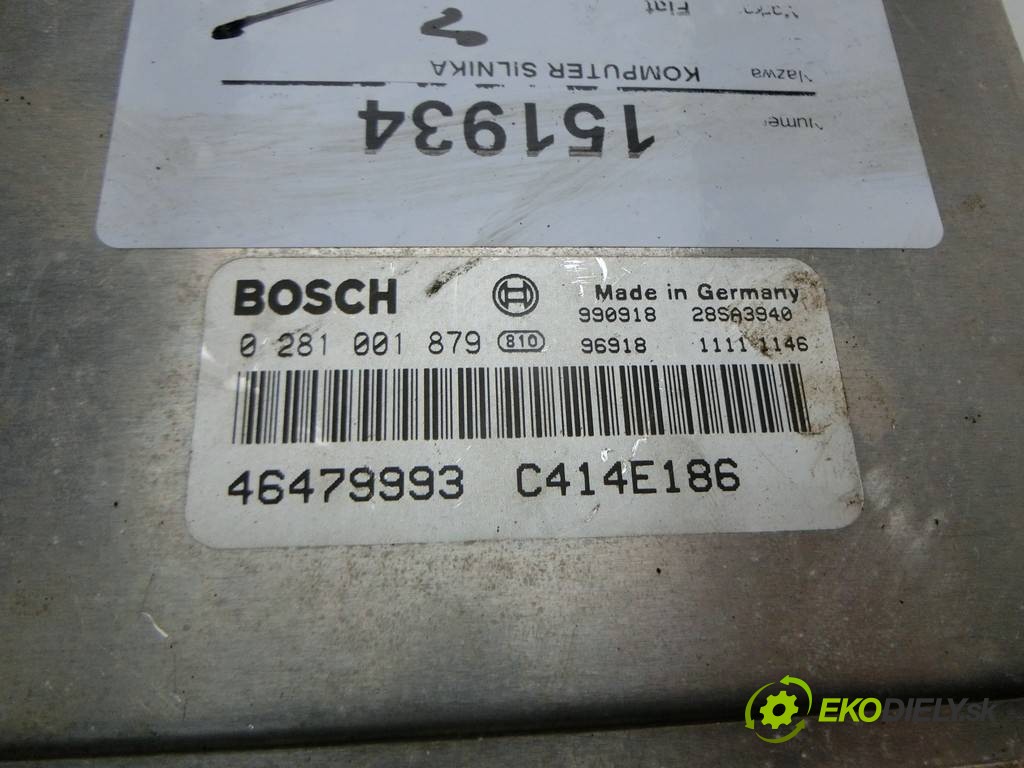 Fiat
Nazwa KOMPUTER SILNIKA
151934
BOSCH
Made in Germany
990918 28SA3940
0 281 001 879 810 96918 1111 1146
46479993 C414E186
EKODIELY.sk